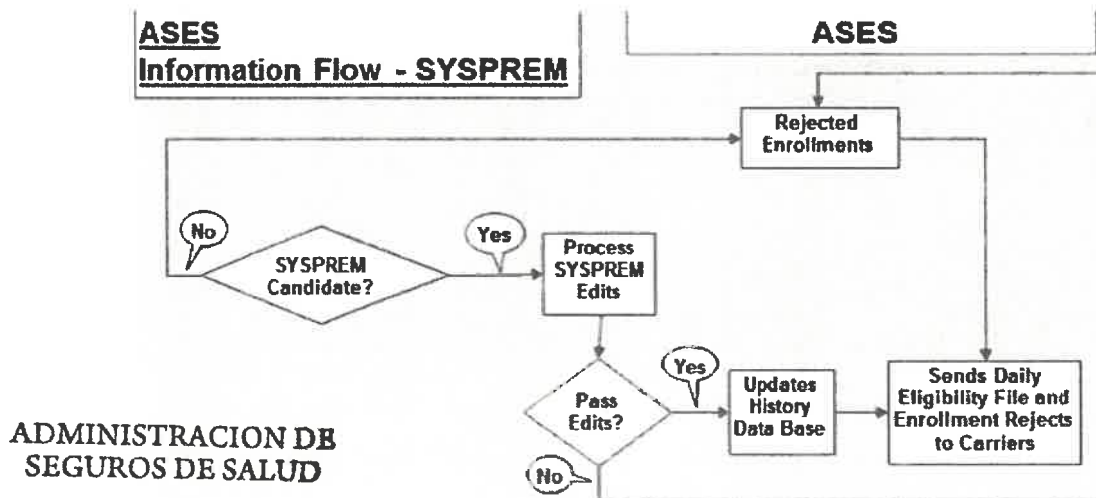 ASES
Information Flow - SYSPREM
ASES
Rejected
Enrollments
No
SYSPREM
Candidate?
Yes
Process
SYSPREM
Edits
Pass
Edits?
Yes
Updates
History
Data Base
Sends Daily
Eligibility File and
Enrollment Rejects
to Carriers
No
ADMINISTRACION DE
SEGUROS DE SALUD